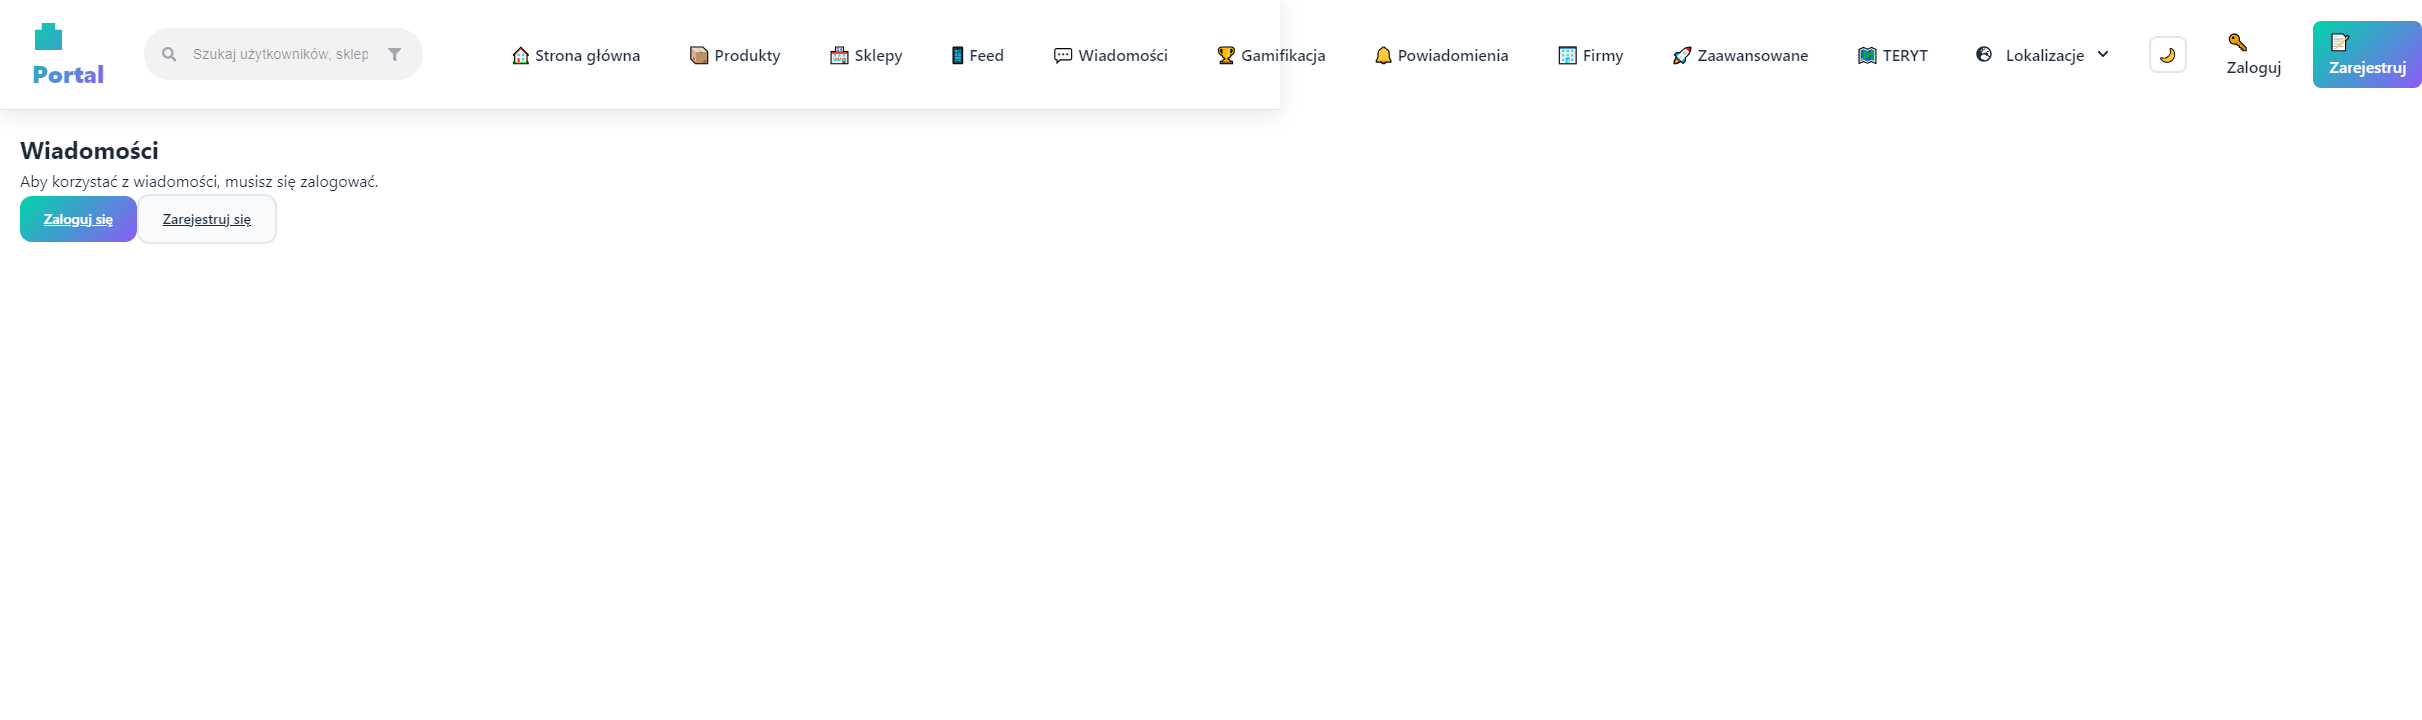 Portal
Szukaj użytkowników, sklep
Strona główna
Produkty
Sklepy
Feed
Wiadomości
Gamifikacja
Powiadomienia
Firmy
Zaawansowane
TERYT
Lokalizacje
Zaloguj
Zarejestruj
Wiadomości
Aby korzystać z wiadomości, musisz się zalogować.
Zaloguj się
Zarejestruj się